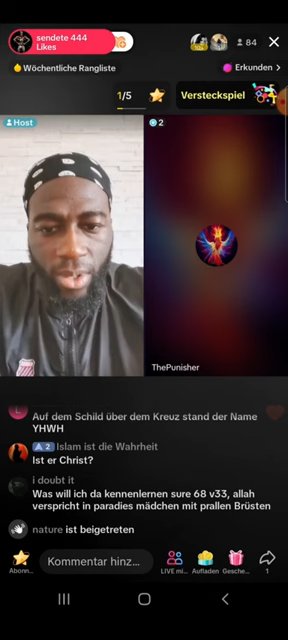 sendete 444
Likes
84
Wöchentliche Rangliste
Erkunden
1/5
Versteckspiel
Host
2
ThePunisher
Auf dem Schild über dem Kreuz stand der Name
YHWH
A 2 Islam ist die Wahrheit
Ist er Christ?
i doubt it
Was will ich da kennenlernen sure 68 v33, allah
verspricht in paradies mädchen mit prallen Brüsten
nature ist beigetreten
Kommentar hinz...
Abonn...
LIVE mi...
Aufladen
Gesche...
1